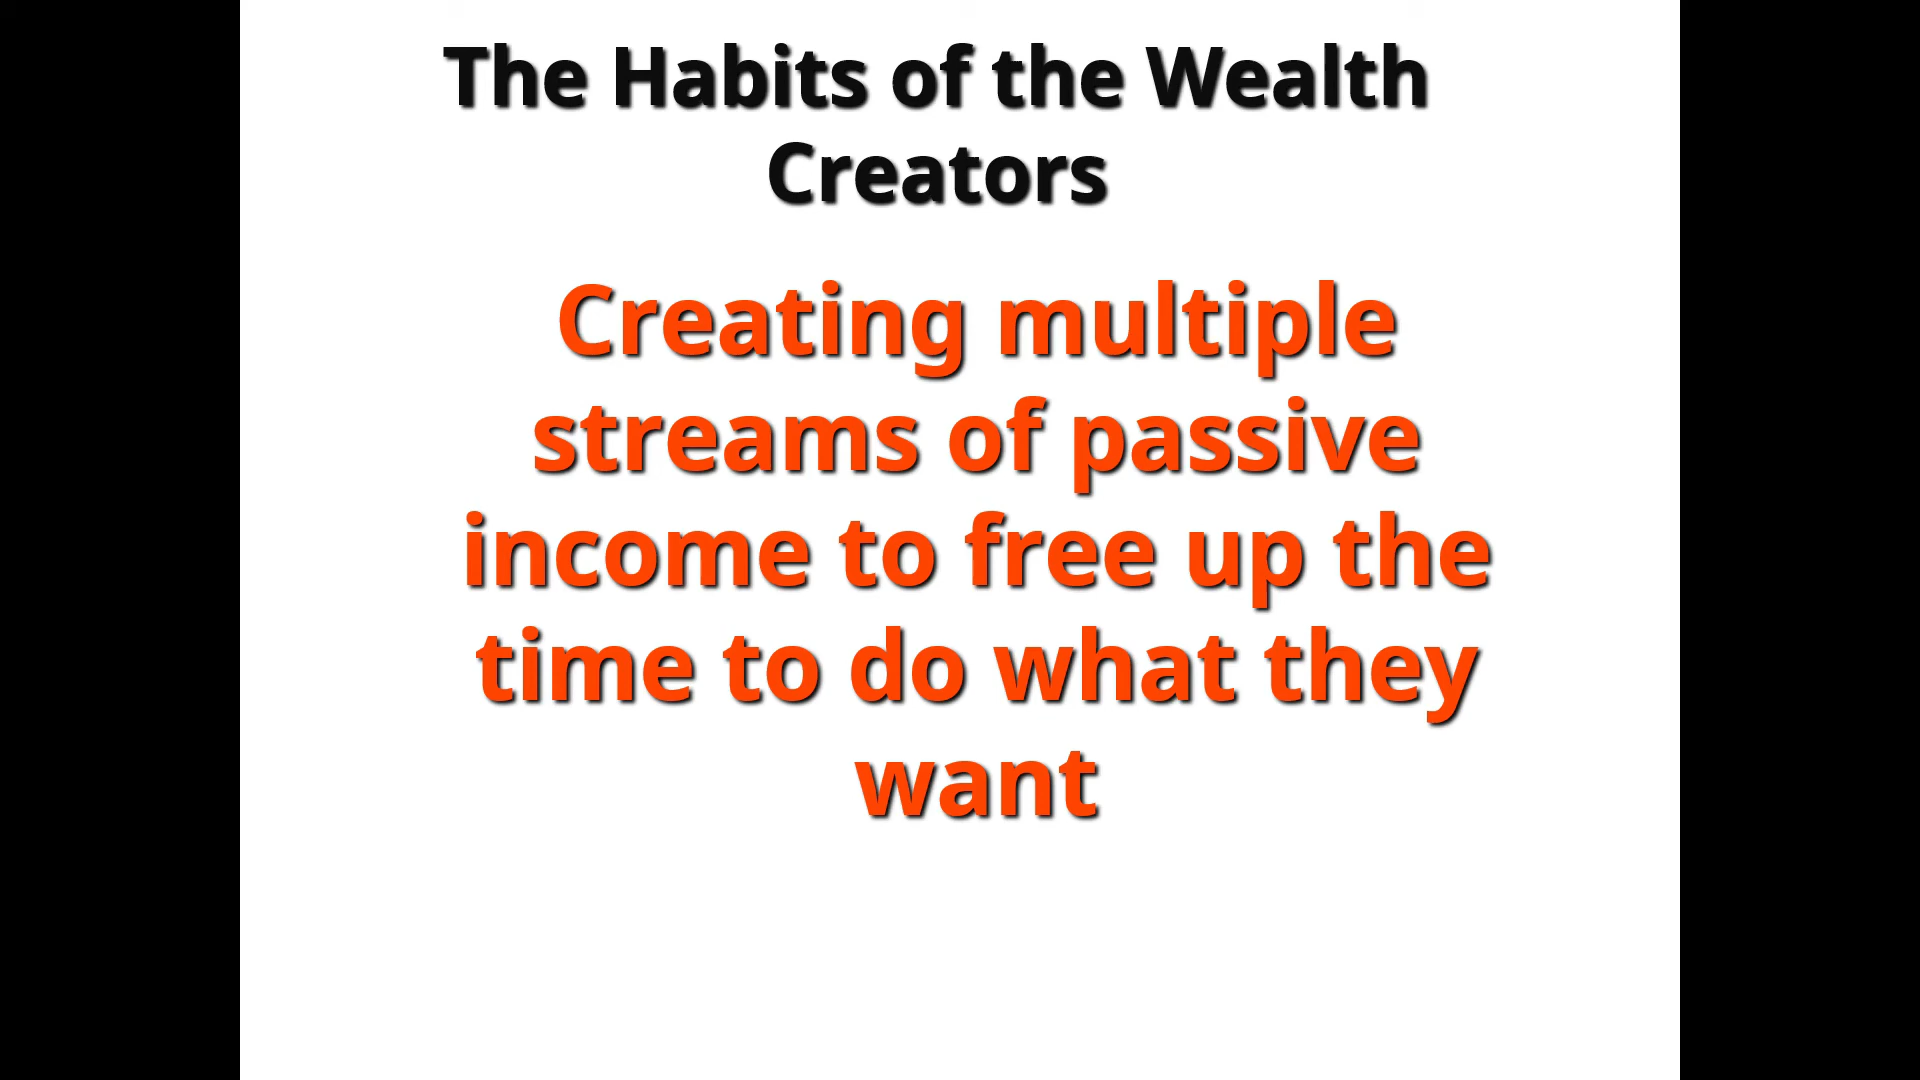 The Habits of the Wealth
Creators
Creating multiple
streams of passive
income to free up the
time to do what they
want